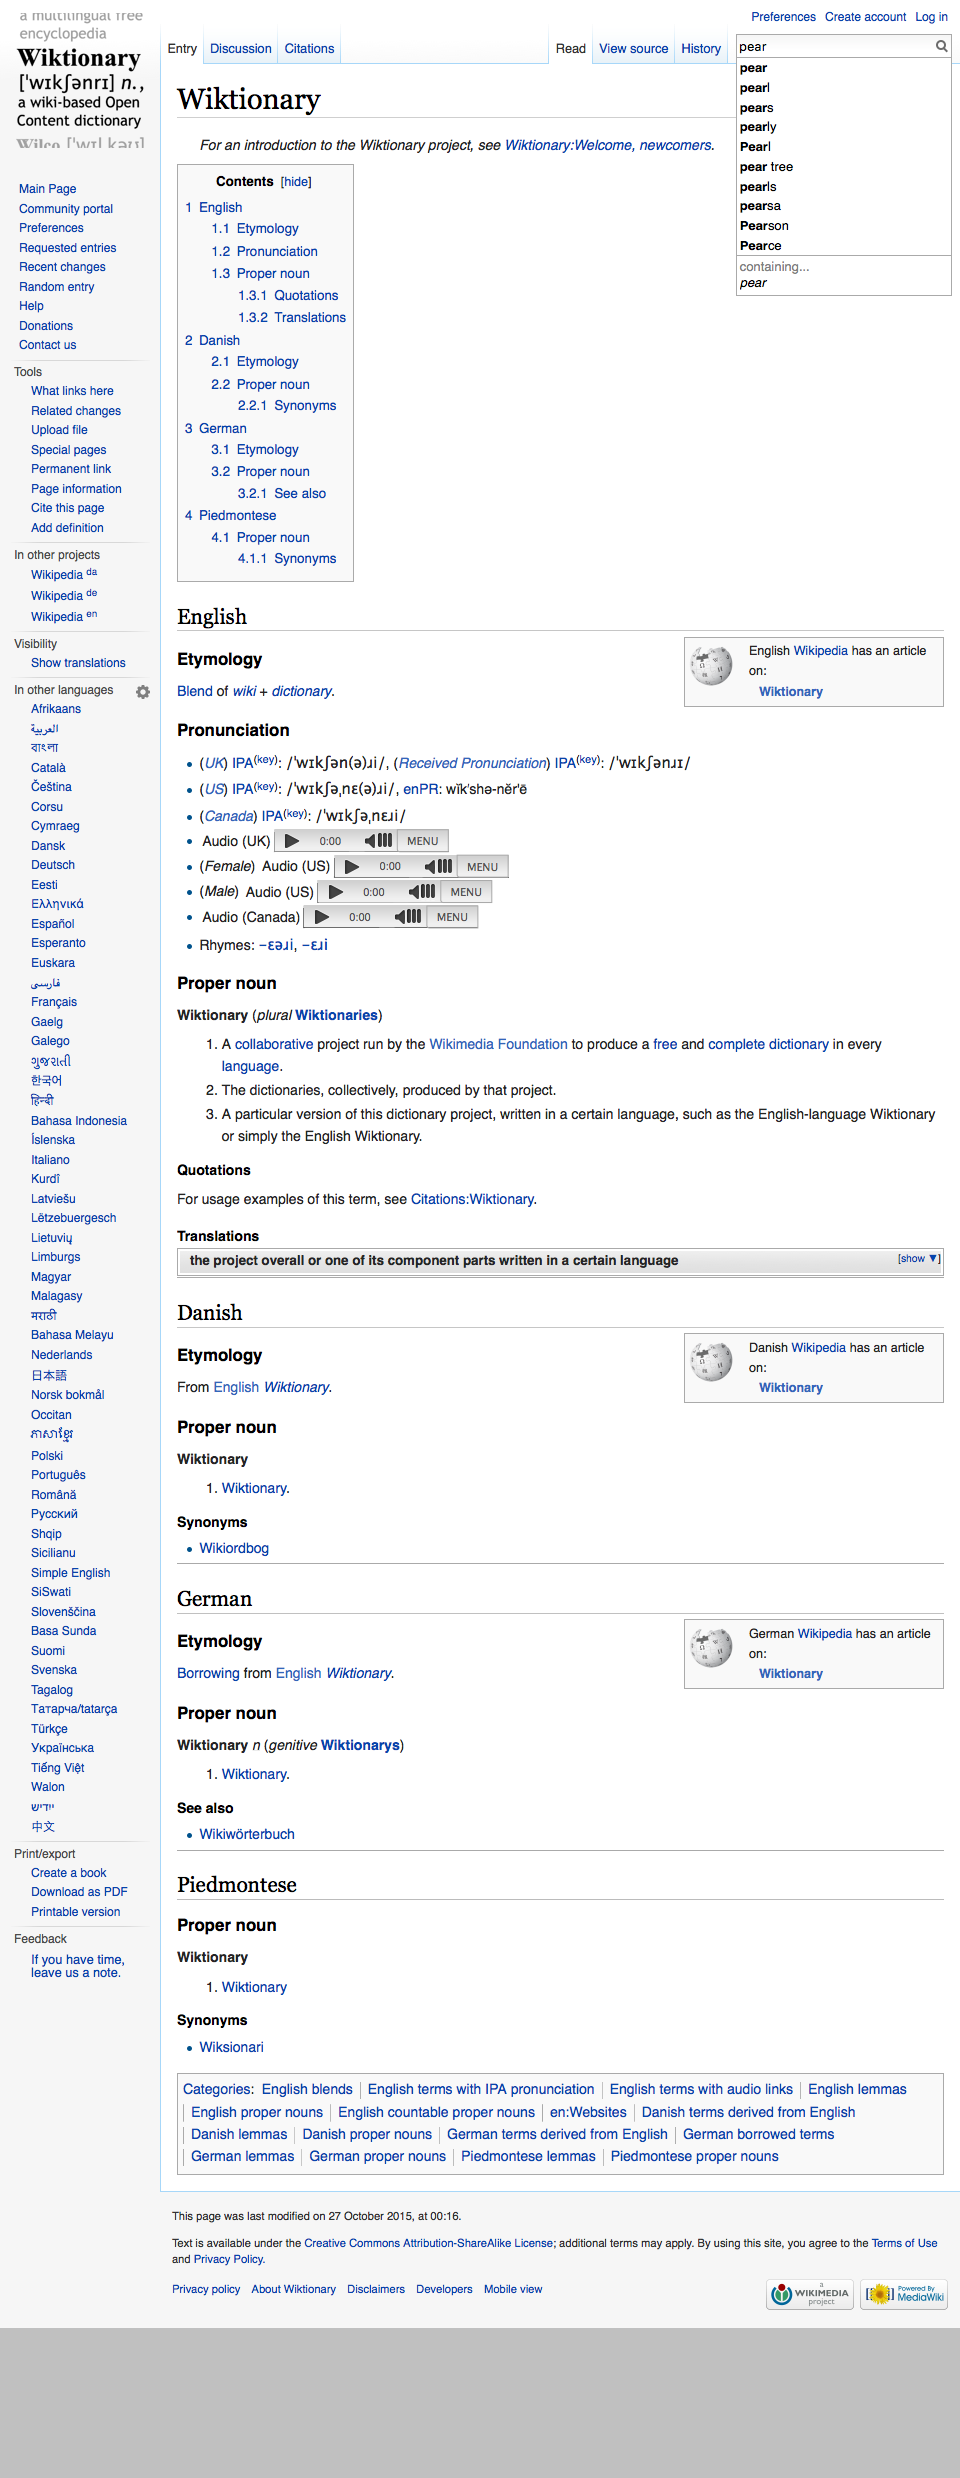 a multilingual free
encyclopedia
Wiktionary
['wɪkʃənrɪ] n.,
a wiki-based Open
Content dictionary
Wilco ['wɪl kəʊ]
Preferences Create account Log in
Entry Discussion Citations Read View source History
pear
pear
pearl
pears
pearly
Pearl
pear tree
pearls
pearsa
Pearson
Pearce
containing...
pear
Main Page
Community portal
Preferences
Requested entries
Recent changes
Random entry
Help
Donations
Contact us
Tools
What links here
Related changes
Upload file
Special pages
Permanent link
Page information
Cite this page
Add definition
In other projects
Wikipedia da
Wikipedia de
Wikipedia en
Visibility
Show translations
In other languages
Afrikaans
العربية
বাংলা
Català
Čeština
Corsu
Cymraeg
Dansk
Deutsch
Eesti
Ελληνικά
Español
Esperanto
Euskara
فارسی
Français
Gaelg
Galego
ગુજરાતી
한국어
हिन्दी
Bahasa Indonesia
Íslenska
Italiano
Kurdî
Latviešu
Lëtzebuergesch
Lietuvių
Limburgs
Magyar
Malagasy
मराठी
Bahasa Melayu
Nederlands
日本語
Norsk bokmål
Occitan
ភាសាខ្មែរ
Polski
Português
Română
Русский
Shqip
Sicilianu
Simple English
SiSwati
Slovenščina
Basa Sunda
Suomi
Svenska
Tagalog
Татарча/tatarça
Türkçe
Українська
Tiếng Việt
Walon
ייִדיש
中文
Print/export
Create a book
Download as PDF
Printable version
Feedback
If you have time,
leave us a note.
Wiktionary
For an introduction to the Wiktionary project, see Wiktionary:Welcome, newcomers.
Contents [hide]
1 English
1.1 Etymology
1.2 Pronunciation
1.3 Proper noun
1.3.1 Quotations
1.3.2 Translations
2 Danish
2.1 Etymology
2.2 Proper noun
2.2.1 Synonyms
3 German
3.1 Etymology
3.2 Proper noun
3.2.1 See also
4 Piedmontese
4.1 Proper noun
4.1.1 Synonyms
English
English Wikipedia has an article
on:
Wiktionary
Etymology
Blend of wiki + dictionary.
Pronunciation
• (UK) IPA(key): /ˈwɪkʃən(ə)ɹi/, (Received Pronunciation) IPA(key): /ˈwɪkʃənɹɪ/
• (US) IPA(key): /ˈwɪkʃəˌnɛ(ə)ɹi/, enPR: wĭk'shə-nĕr'ē
• (Canada) IPA(key): /ˈwɪkʃəˌnɛɹi/
• Audio (UK) 0:00 MENU
• (Female) Audio (US) 0:00 MENU
• (Male) Audio (US) 0:00 MENU
• Audio (Canada) 0:00 MENU
• Rhymes: -ɛəɹi, -ɛɹi
Proper noun
Wiktionary (plural Wiktionaries)
1. A collaborative project run by the Wikimedia Foundation to produce a free and complete dictionary in every
language.
2. The dictionaries, collectively, produced by that project.
3. A particular version of this dictionary project, written in a certain language, such as the English-language Wiktionary
or simply the English Wiktionary.
Quotations
For usage examples of this term, see Citations:Wiktionary.
Translations
the project overall or one of its component parts written in a certain language [show ▼]
Danish
Danish Wikipedia has an article
on:
Wiktionary
Etymology
From English Wiktionary.
Proper noun
Wiktionary
1. Wiktionary.
Synonyms
• Wikiordbog
German
German Wikipedia has an article
on:
Wiktionary
Etymology
Borrowing from English Wiktionary.
Proper noun
Wiktionary n (genitive Wiktionarys)
1. Wiktionary.
See also
• Wikiwörterbuch
Piedmontese
Proper noun
Wiktionary
1. Wiktionary
Synonyms
• Wiksionari
Categories: English blends | English terms with IPA pronunciation | English terms with audio links | English lemmas
| English proper nouns | English countable proper nouns | en:Websites | Danish terms derived from English
| Danish lemmas | Danish proper nouns | German terms derived from English | German borrowed terms
| German lemmas | German proper nouns | Piedmontese lemmas | Piedmontese proper nouns
This page was last modified on 27 October 2015, at 00:16.
Text is available under the Creative Commons Attribution-ShareAlike License; additional terms may apply. By using this site, you agree to the Terms of Use
and Privacy Policy.
Privacy policy About Wiktionary Disclaimers Developers Mobile view
a
WIKIMEDIA
project
Powered By
MediaWiki